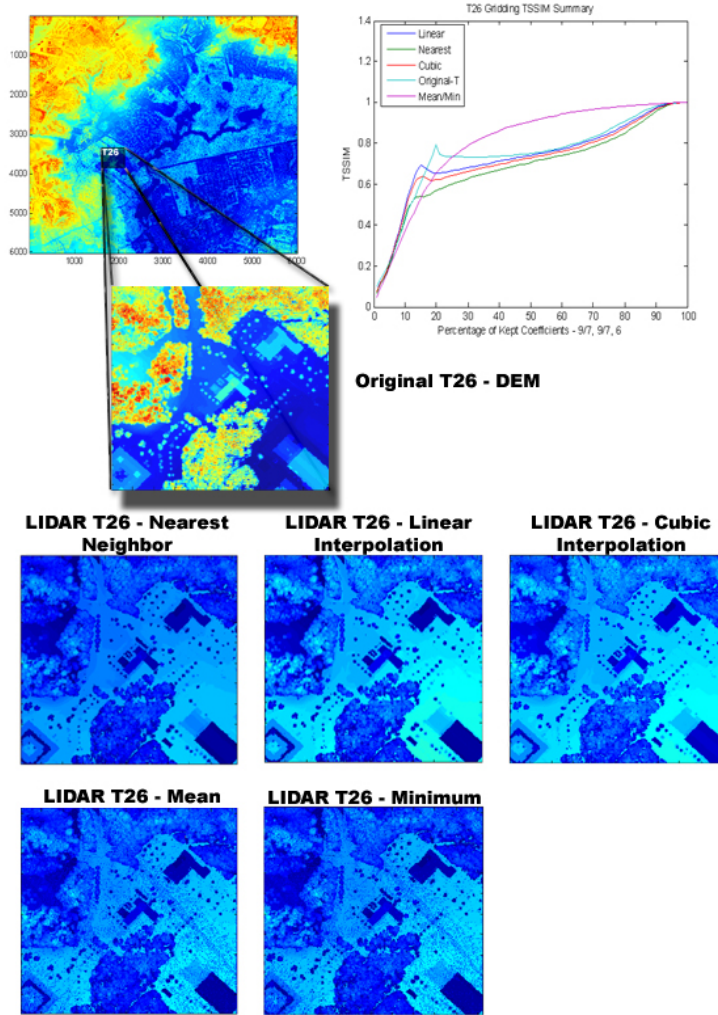 T26 Gridding TSSIM Summary
Linear
Nearest
Cubic
Original-T
Mean/Min
TSSIM
1.4
1.2
1
0.8
0.6
0.4
0.2
0
0 10 20 30 40 50 60 70 80 90 100
Percentage of Kept Coefficients - 9/7, 9/7, 6
0
1000
2000
3000
4000
5000
6000
1000 2000 3000 4000 5000 6000
T26
Original T26 - DEM
LIDAR T26 - Nearest
Neighbor
LIDAR T26 - Linear
Interpolation
LIDAR T26 - Cubic
Interpolation
LIDAR T26 - Mean
LIDAR T26 - Minimum